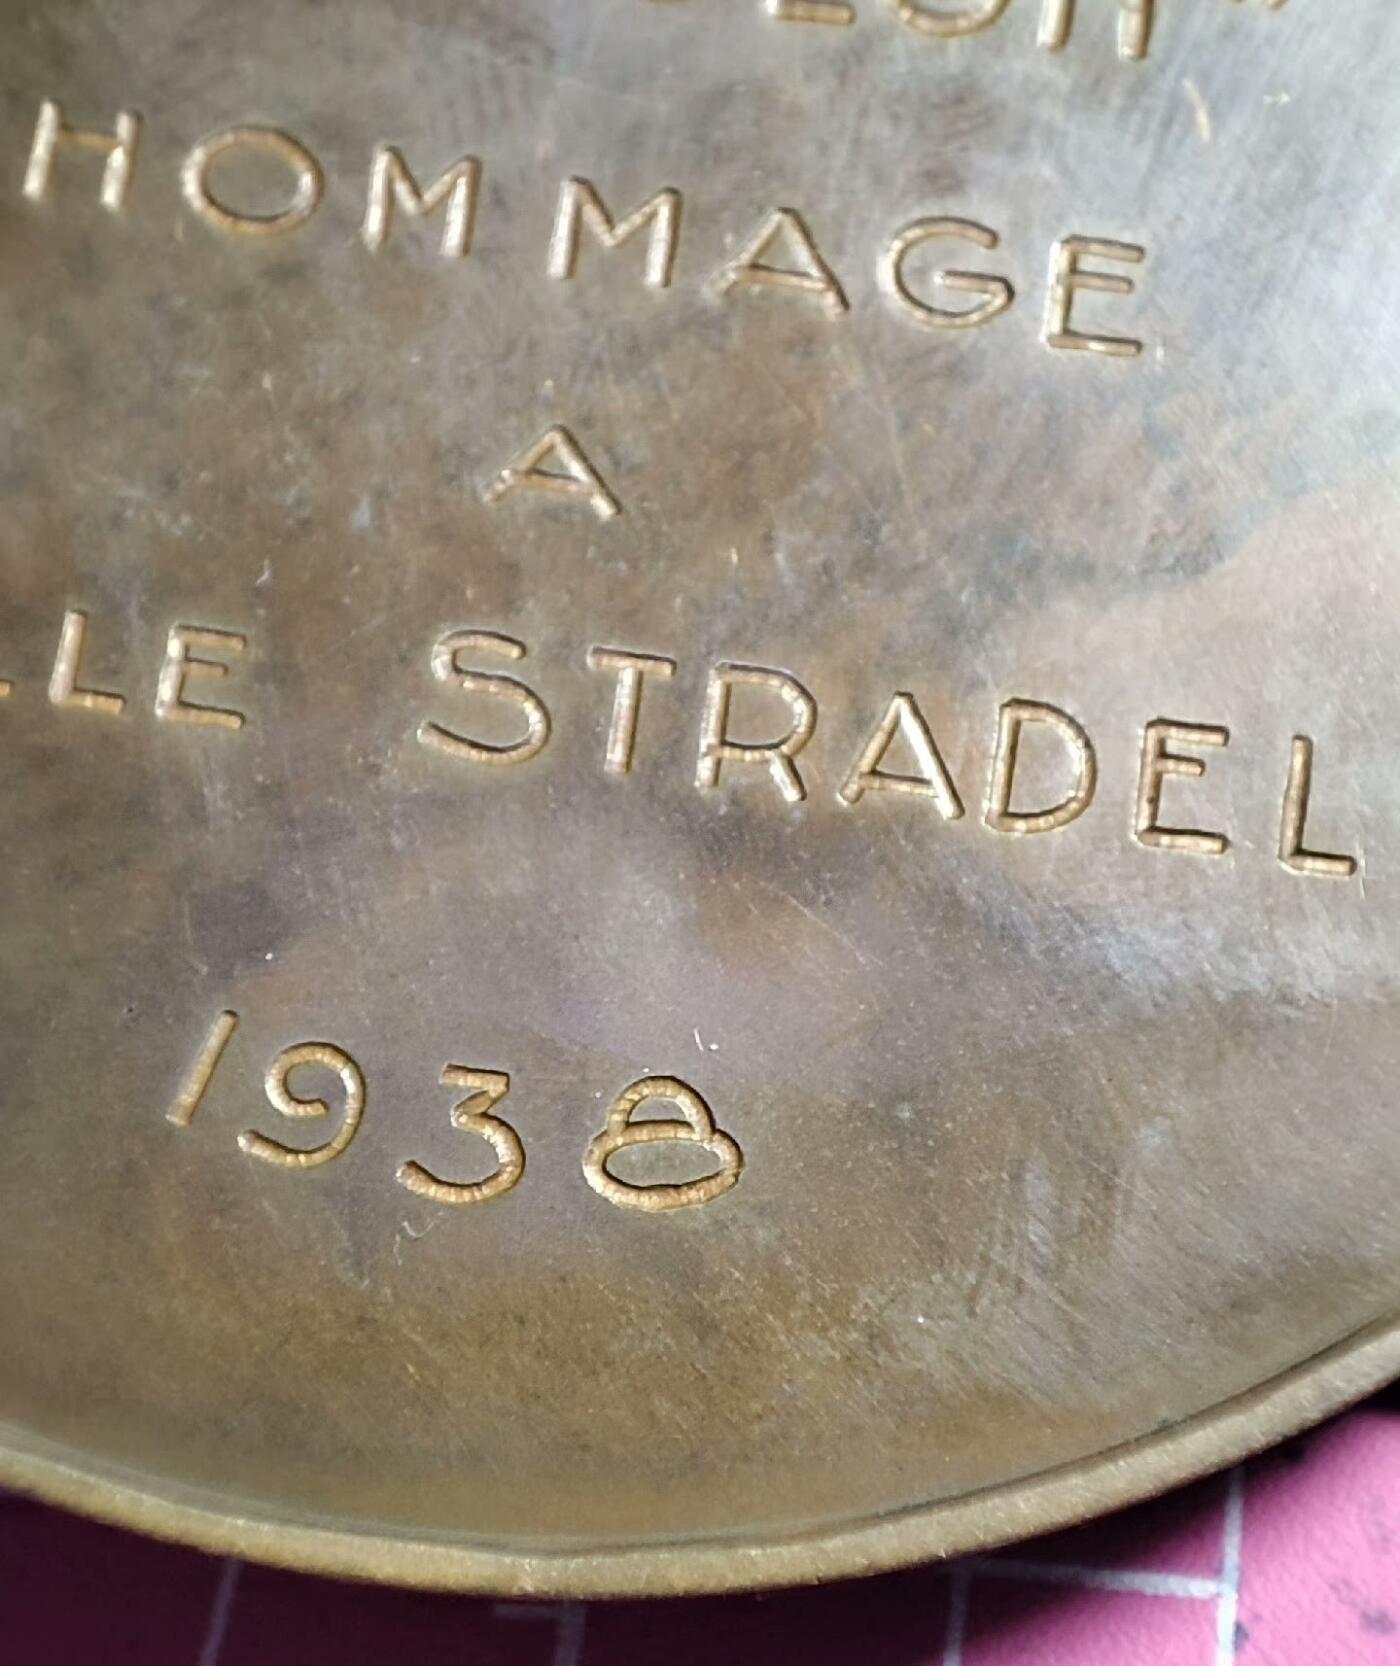 HOMMAGE
A
LLE STRADEL
1938